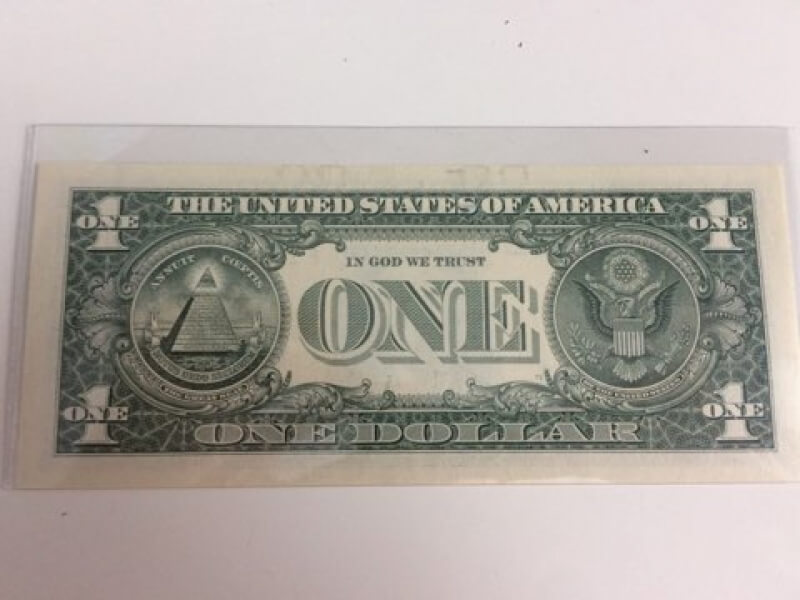 THE UNITED STATES OF AMERICA
1 ONE
1 ONE
ANNUIT CŒPTIS
IN GOD WE TRUST
ONE
1 ONE
1 ONE
ONE DOLLAR